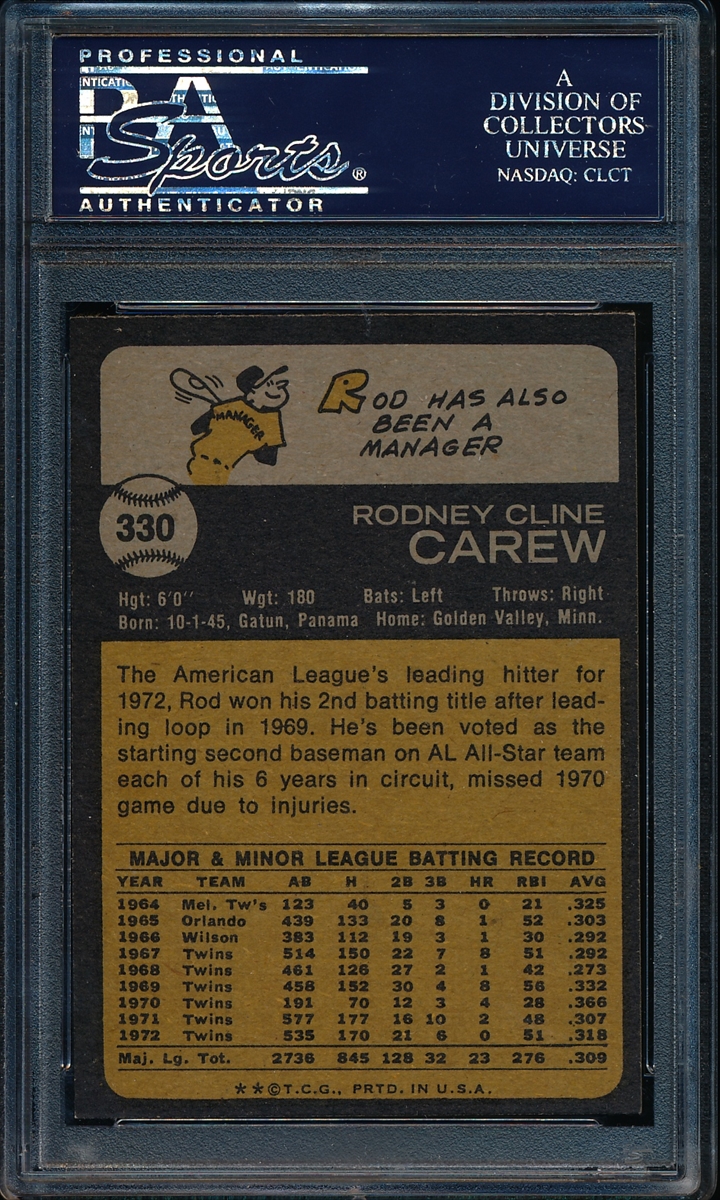 PROFESSIONAL
PSA
Sports®
AUTHENTICATOR
A
DIVISION OF
COLLECTORS
UNIVERSE
NASDAQ: CLCT
MANAGER
ROD HAS ALSO
BEEN A
MANAGER
330
RODNEY CLINE
CAREW
Hgt: 6'0" Wgt: 180 Bats: Left Throws: Right
Born: 10-1-45, Gatun, Panama Home: Golden Valley, Minn.
The American League's leading hitter for
1972, Rod won his 2nd batting title after lead-
ing loop in 1969. He's been voted as the
starting second baseman on AL All-Star team
each of his 6 years in circuit, missed 1970
game due to injuries.
MAJOR & MINOR LEAGUE BATTING RECORD
YEAR TEAM AB H 2B 3B HR RBI AVG
1964 Mel. Tw's 123 40 5 3 0 21 .325
1965 Orlando 439 133 20 8 1 52 .303
1966 Wilson 383 112 19 3 1 30 .292
1967 Twins 514 150 22 7 8 51 .292
1968 Twins 461 126 27 2 1 42 .273
1969 Twins 458 152 30 4 8 56 .332
1970 Twins 191 70 12 3 4 28 .366
1971 Twins 577 177 16 10 2 48 .307
1972 Twins 535 170 21 6 0 51 .318
Maj. Lg. Tot. 2736 845 128 32 23 276 .309
**©T.C.G., PRTD. IN U.S.A.